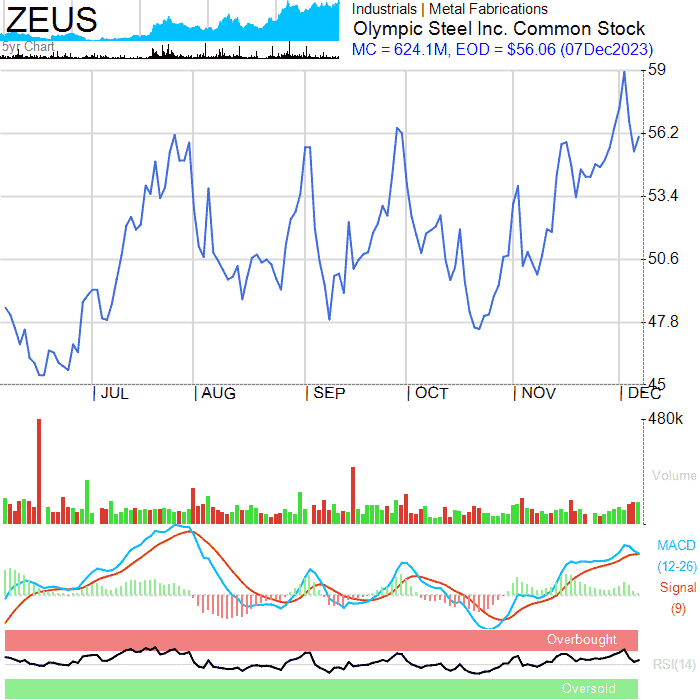 ZEUS
5yr Chart
Industrials | Metal Fabrications
Olympic Steel Inc. Common Stock
MC = 624.1M, EOD = $56.06 (07Dec2023)
59
56.2
53.4
50.6
47.8
45
JUL AUG SEP OCT NOV DEC
480k
Volume
MACD
(12-26)
Signal
(9)
Overbought
RSI(14)
Oversold